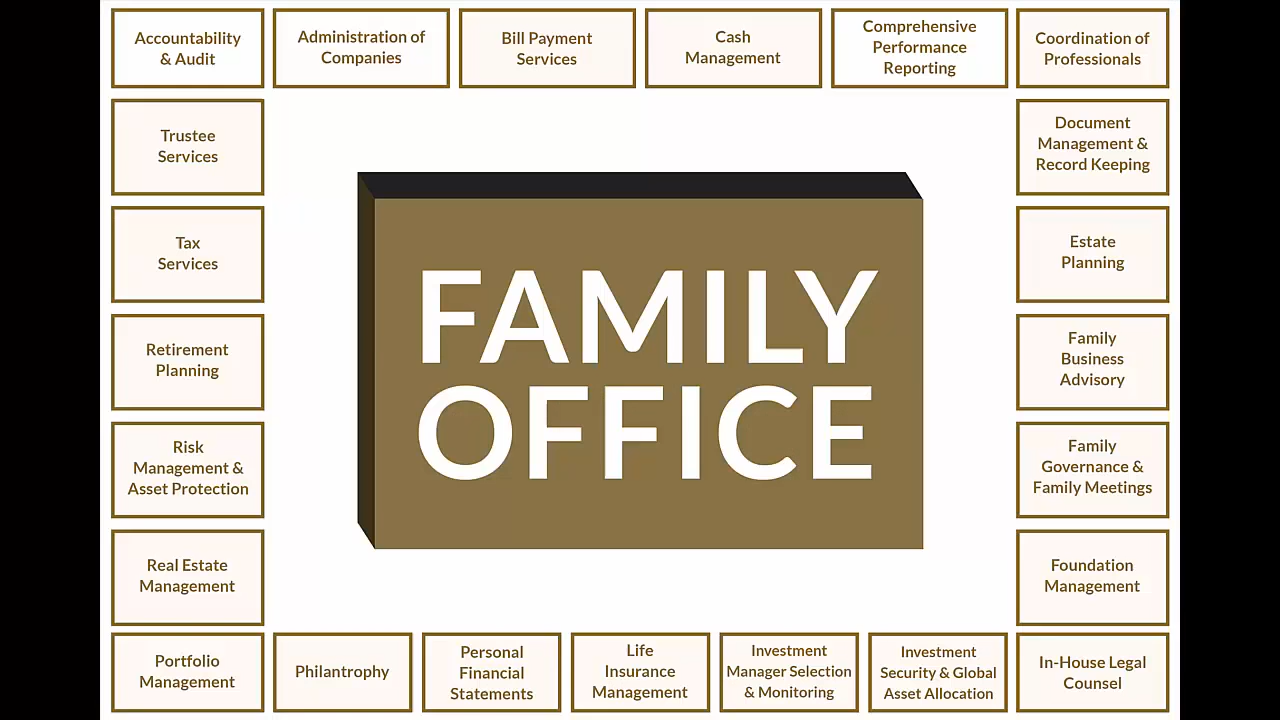 Accountability
& Audit
Administration of
Companies
Bill Payment
Services
Cash
Management
Comprehensive
Performance
Reporting
Coordination of
Professionals
Trustee
Services
Document
Management &
Record Keeping
Tax
Services
Estate
Planning
Retirement
Planning
Family
Business
Advisory
Risk
Management &
Asset Protection
Family
Governance &
Family Meetings
Real Estate
Management
Foundation
Management
FAMILY
OFFICE
Portfolio
Management
Philantrophy
Personal
Financial
Statements
Life
Insurance
Management
Investment
Manager Selection
& Monitoring
Investment
Security & Global
Asset Allocation
In-House Legal
Counsel